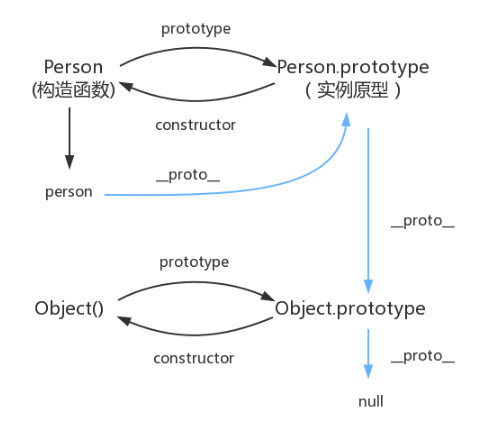 prototype
Person
Person.prototype
(构造函数)
( 实例原型 )
constructor
__proto__
person
__proto__
prototype
Object()
Object.prototype
constructor
__proto__
null